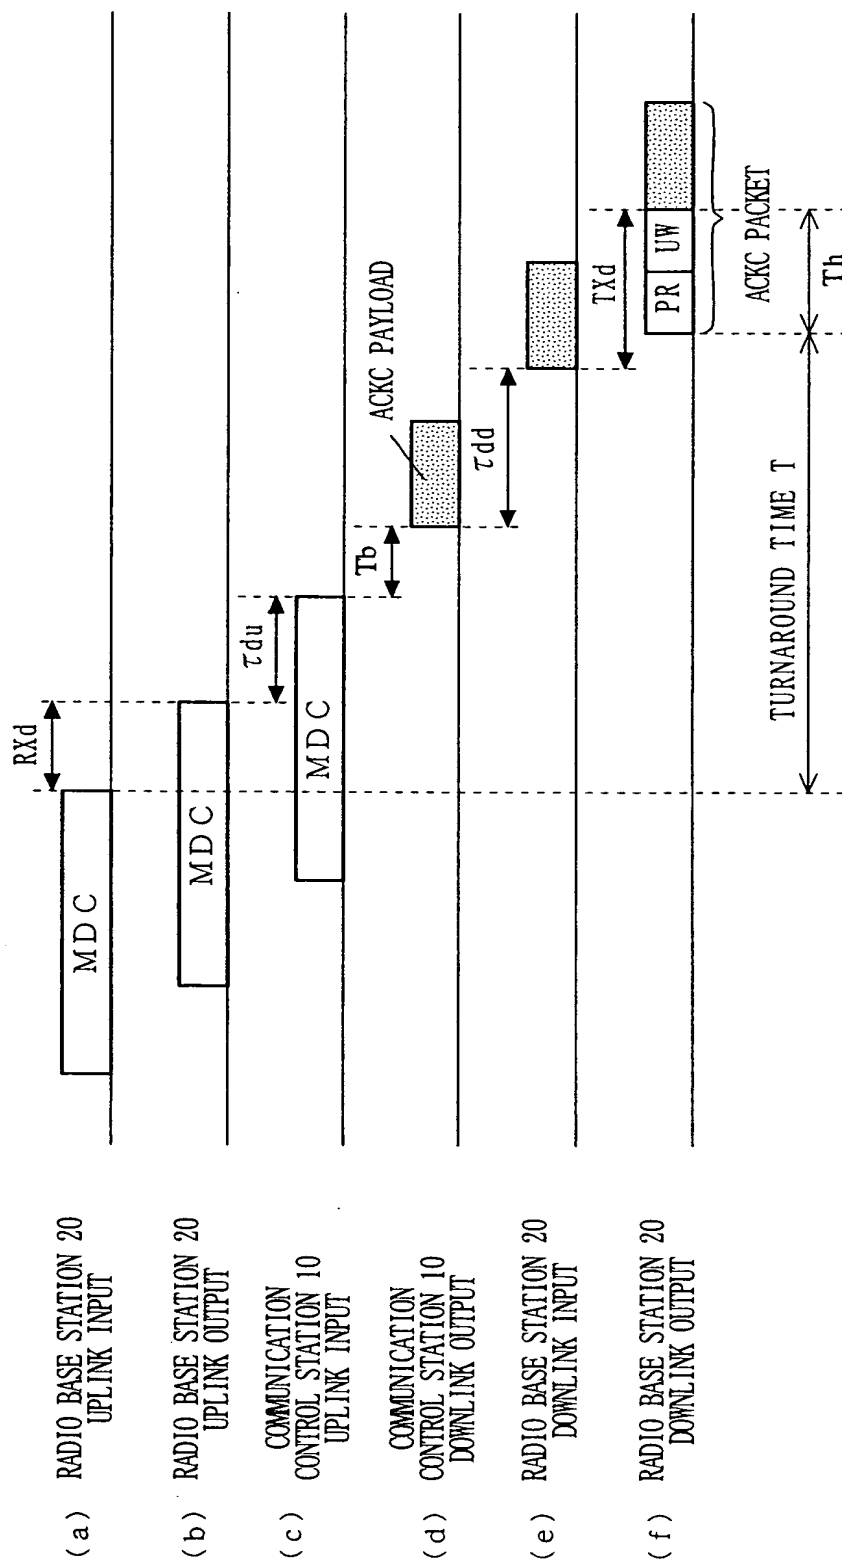 (a) RADIO BASE STATION 20
UPLINK INPUT
MDC
RXd
(b) RADIO BASE STATION 20
UPLINK OUTPUT
MDC
(c) COMMUNICATION
CONTROL STATION 10
UPLINK INPUT
MDC
τdu
(d) COMMUNICATION
CONTROL STATION 10
DOWNLINK OUTPUT
Tb
ACKC PAYLOAD
(e) RADIO BASE STATION 20
DOWNLINK INPUT
τdd
(f) RADIO BASE STATION 20
DOWNLINK OUTPUT
TXd
PR UW
ACKC PACKET
TURNAROUND TIME T
Th